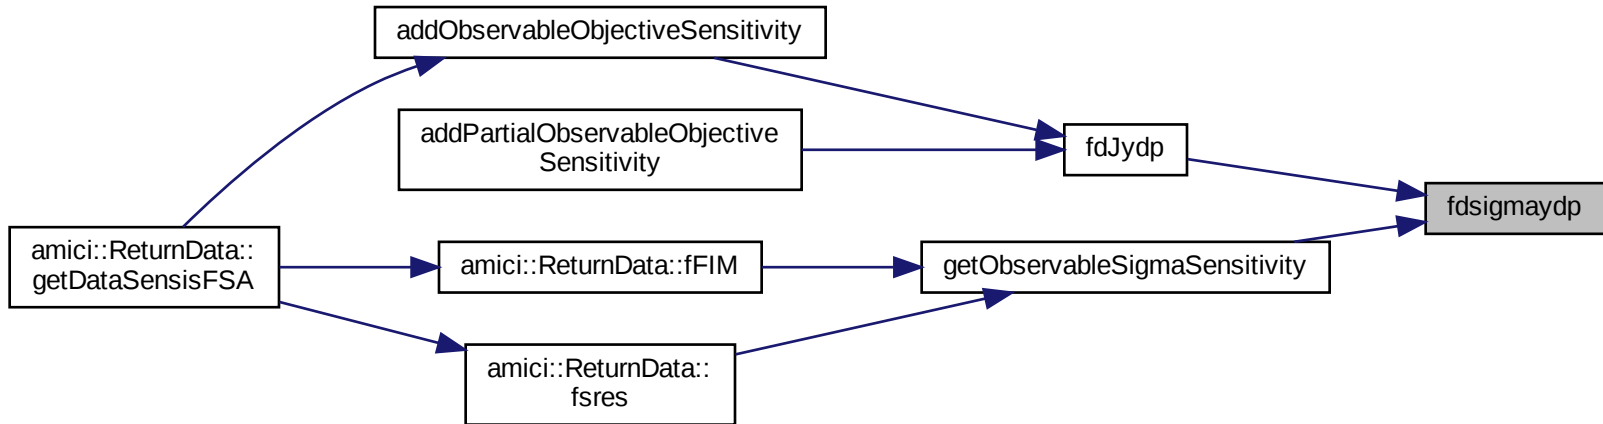 addObservableObjectiveSensitivity
addPartialObservableObjective
Sensitivity
fdJydp
fdsigmaydp
amici::ReturnData::
getDataSensisFSA
amici::ReturnData::fFIM
getObservableSigmaSensitivity
amici::ReturnData::
fsres